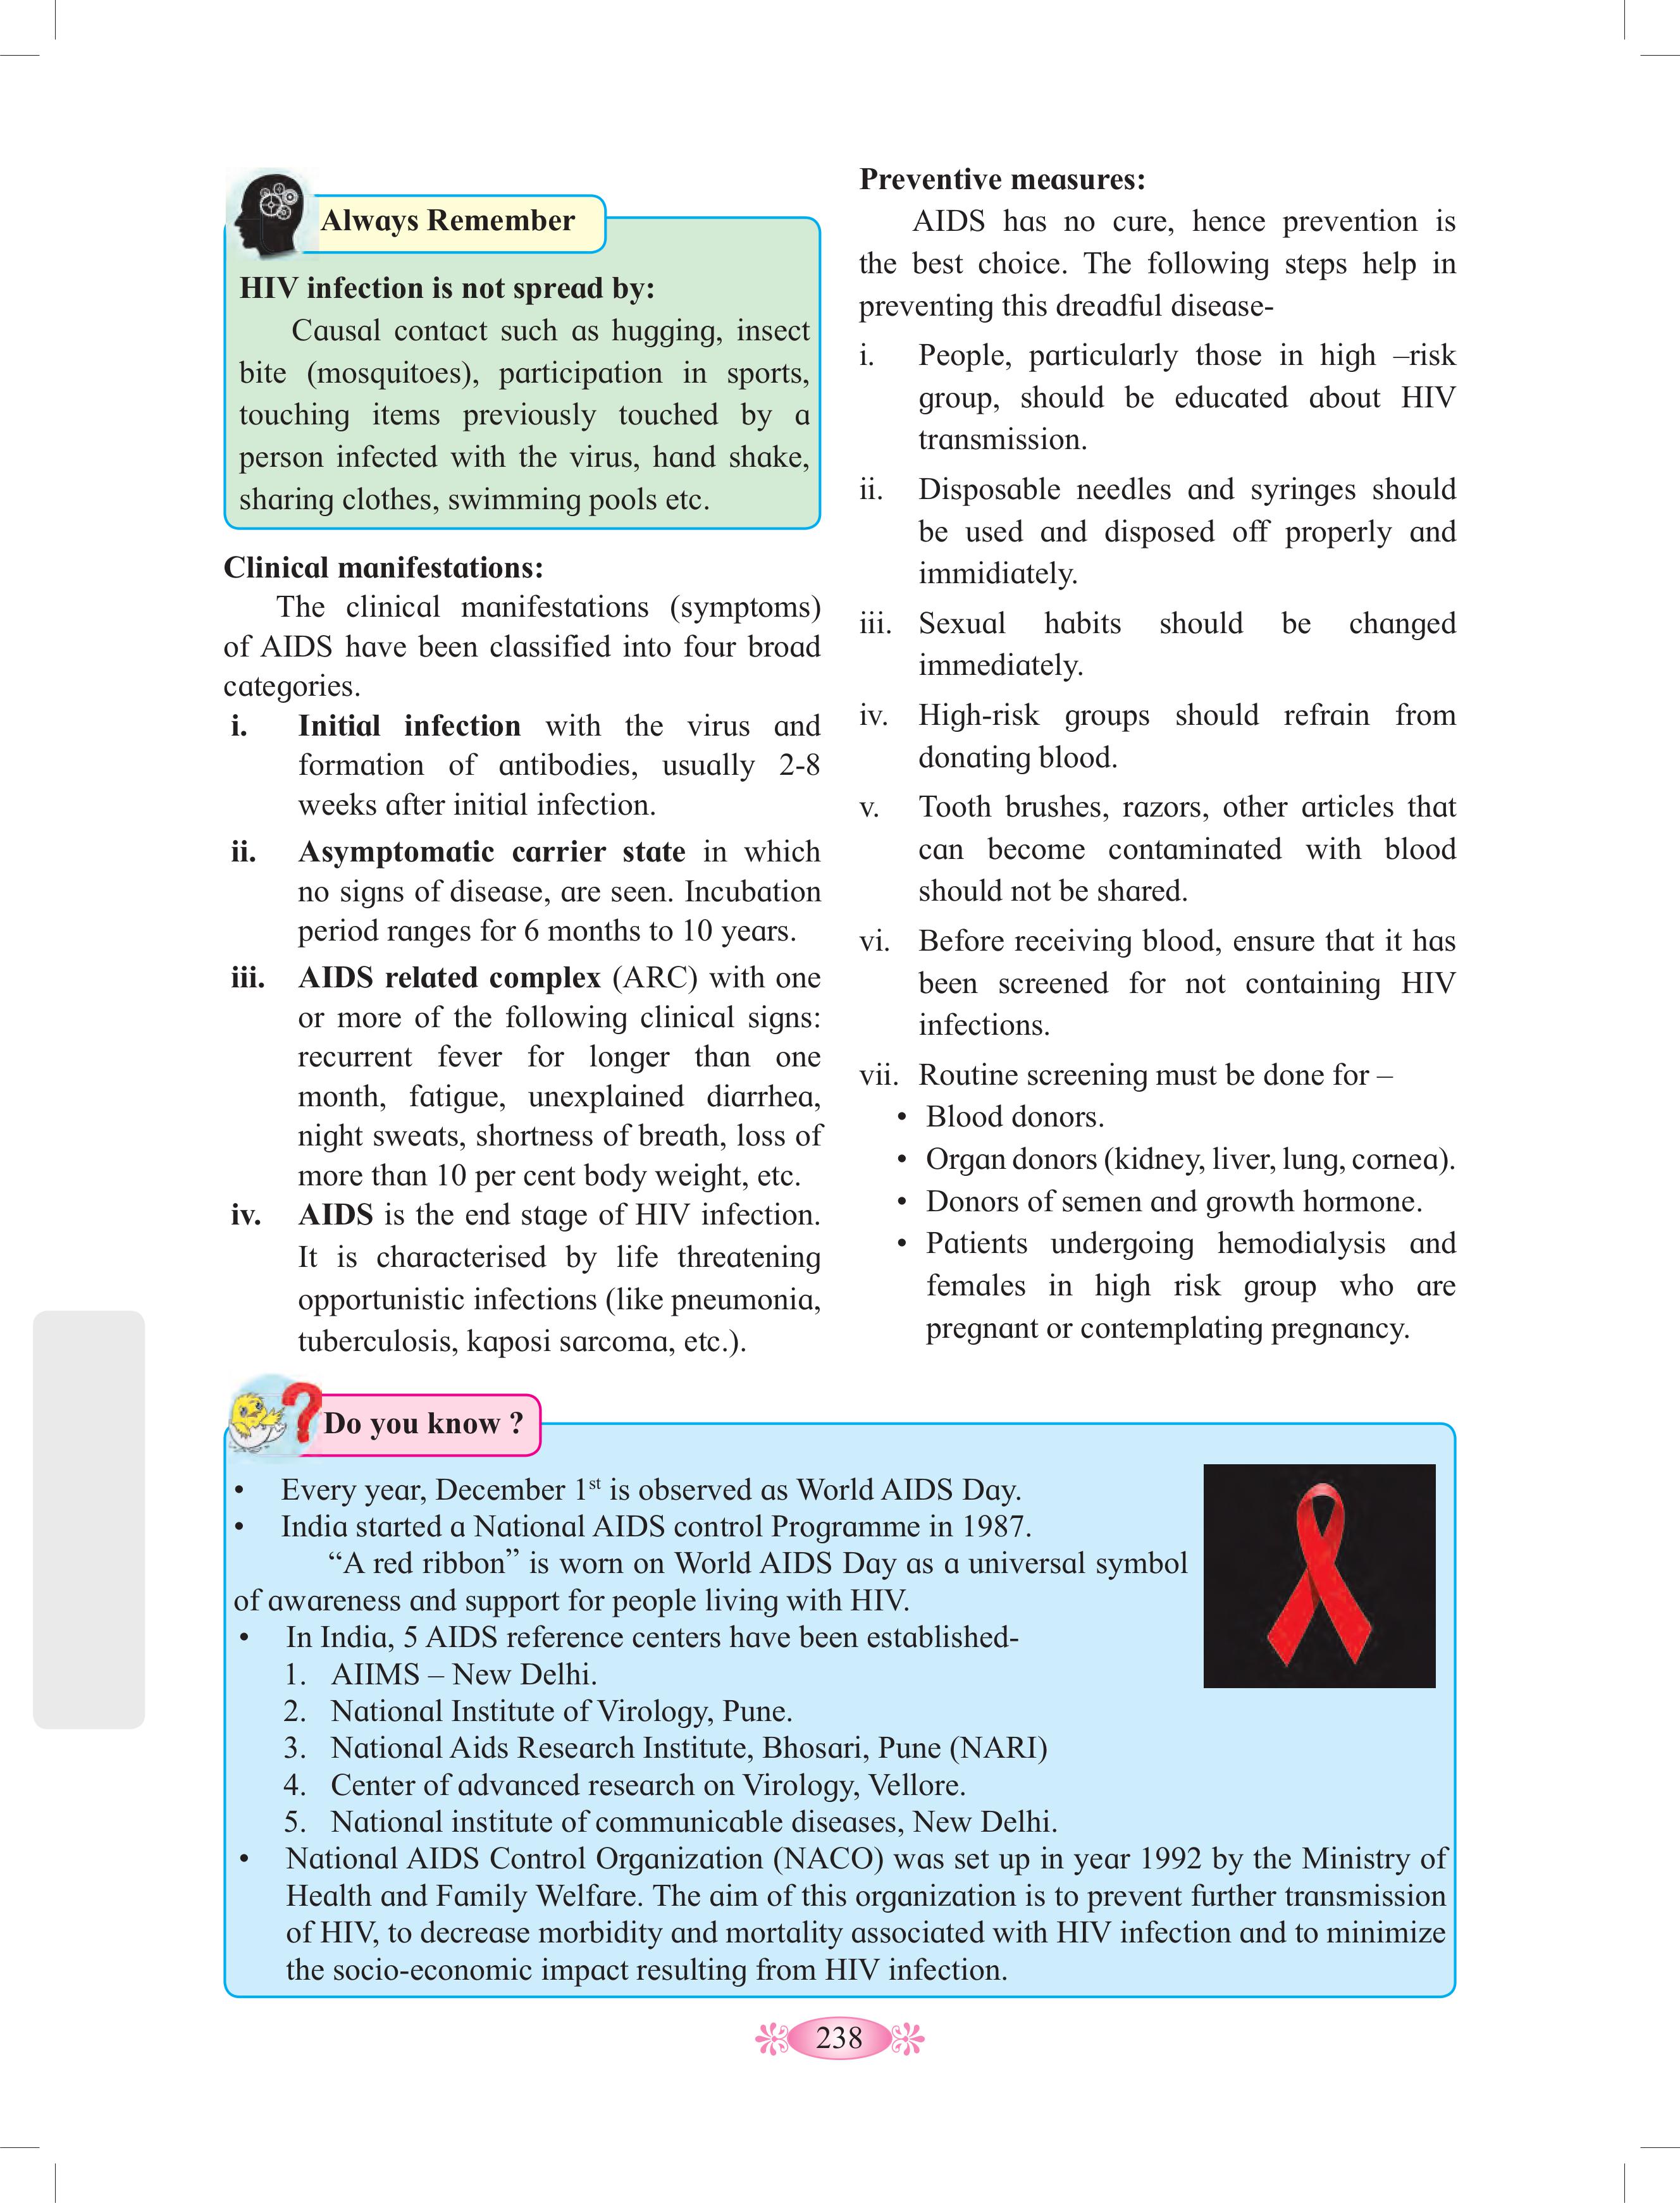 Always Remember
HIV infection is not spread by:
Causal contact such as hugging, insect
bite (mosquitoes), participation in sports,
touching items previously touched by a
person infected with the virus, hand shake,
sharing clothes, swimming pools etc.
Clinical manifestations:
The clinical manifestations (symptoms)
of AIDS have been classified into four broad
categories.
i. Initial infection with the virus and
formation of antibodies, usually 2-8
weeks after initial infection.
ii. Asymptomatic carrier state in which
no signs of disease, are seen. Incubation
period ranges for 6 months to 10 years.
iii. AIDS related complex (ARC) with one
or more of the following clinical signs:
recurrent fever for longer than one
month, fatigue, unexplained diarrhea,
night sweats, shortness of breath, loss of
more than 10 per cent body weight, etc.
iv. AIDS is the end stage of HIV infection.
It is characterised by life threatening
opportunistic infections (like pneumonia,
tuberculosis, kaposi sarcoma, etc.).
Preventive measures:
AIDS has no cure, hence prevention is
the best choice. The following steps help in
preventing this dreadful disease-
i. People, particularly those in high –risk
group, should be educated about HIV
transmission.
ii. Disposable needles and syringes should
be used and disposed off properly and
immidiately.
iii. Sexual habits should be changed
immediately.
iv. High-risk groups should refrain from
donating blood.
v. Tooth brushes, razors, other articles that
can become contaminated with blood
should not be shared.
vi. Before receiving blood, ensure that it has
been screened for not containing HIV
infections.
vii. Routine screening must be done for –
• Blood donors.
• Organ donors (kidney, liver, lung, cornea).
• Donors of semen and growth hormone.
• Patients undergoing hemodialysis and
females in high risk group who are
pregnant or contemplating pregnancy.
Do you know ?
• Every year, December 1st is observed as World AIDS Day.
• India started a National AIDS control Programme in 1987.
“A red ribbon” is worn on World AIDS Day as a universal symbol
of awareness and support for people living with HIV.
• In India, 5 AIDS reference centers have been established-
1. AIIMS – New Delhi.
2. National Institute of Virology, Pune.
3. National Aids Research Institute, Bhosari, Pune (NARI)
4. Center of advanced research on Virology, Vellore.
5. National institute of communicable diseases, New Delhi.
• National AIDS Control Organization (NACO) was set up in year 1992 by the Ministry of
Health and Family Welfare. The aim of this organization is to prevent further transmission
of HIV, to decrease morbidity and mortality associated with HIV infection and to minimize
the socio-economic impact resulting from HIV infection.
238